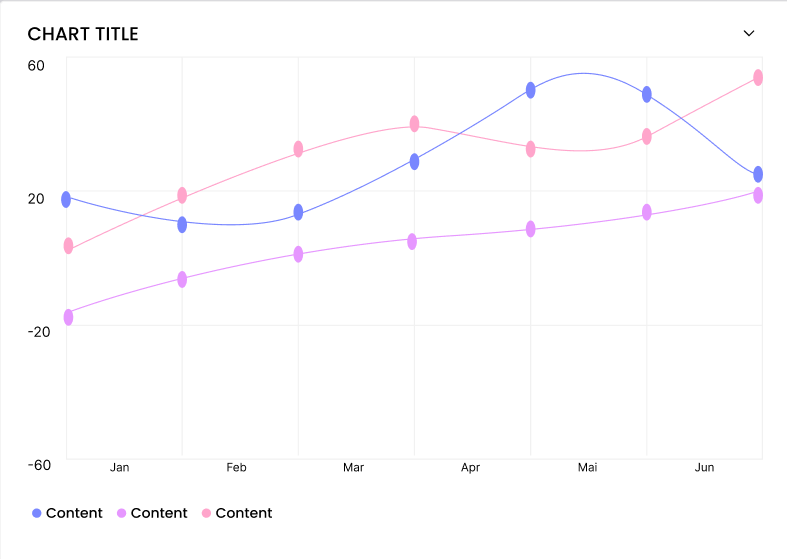 CHART TITLE
60
20
-20
-60
Jan Feb Mar Apr Mai Jun
Content Content Content